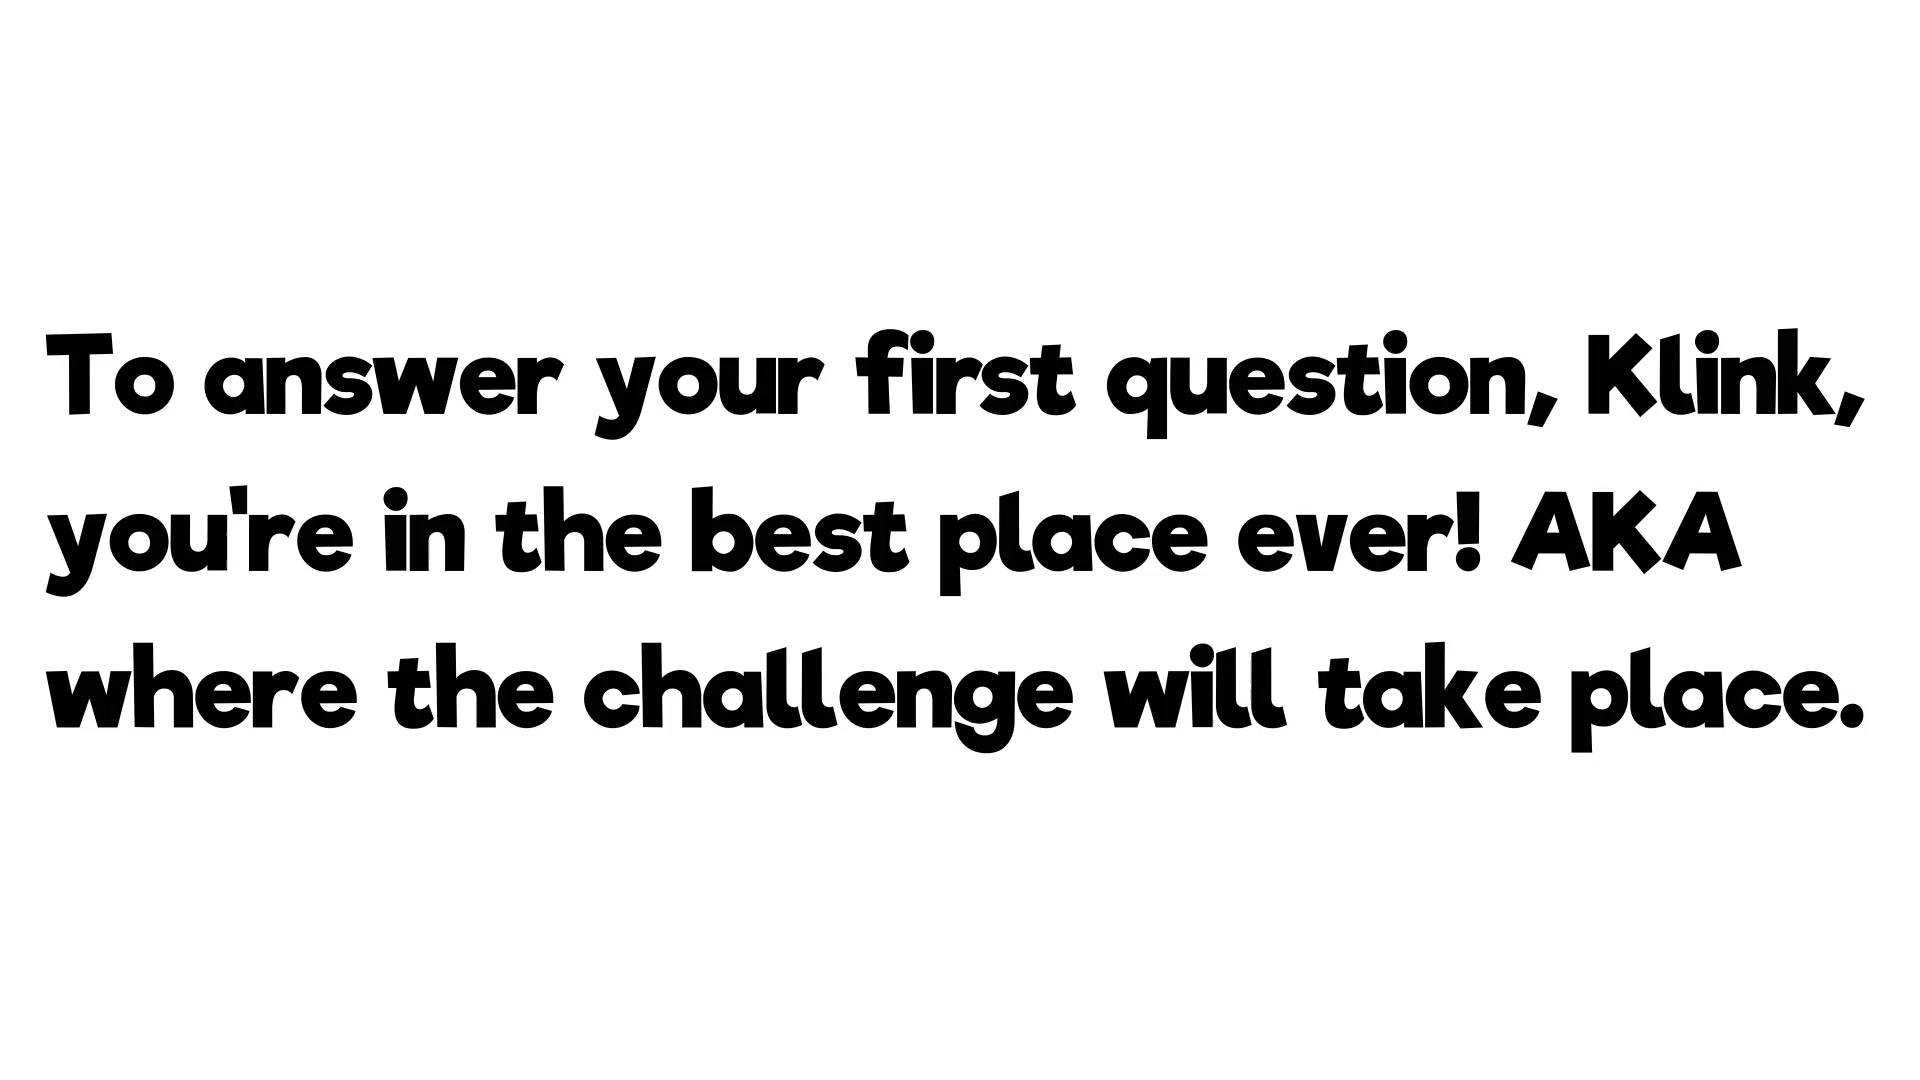 To answer your first question, Klink,
you're in the best place ever! AKA
where the challenge will take place.